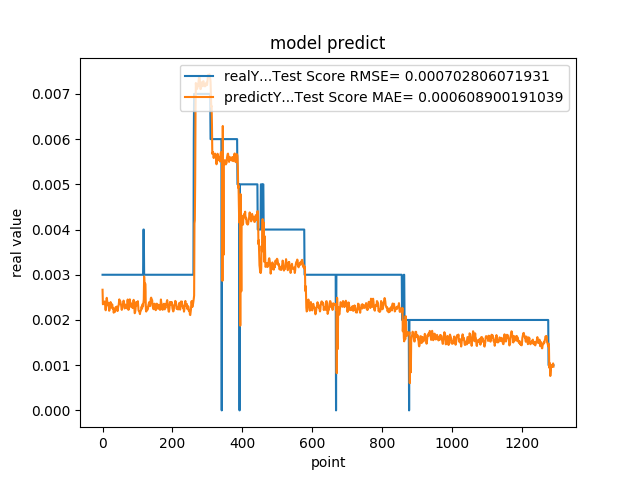 model predict
realY...Test Score RMSE= 0.000702806071931
predictY...Test Score MAE= 0.000608900191039
real value
0.007
0.006
0.005
0.004
0.003
0.002
0.001
0.000
0 200 400 600 800 1000 1200
point